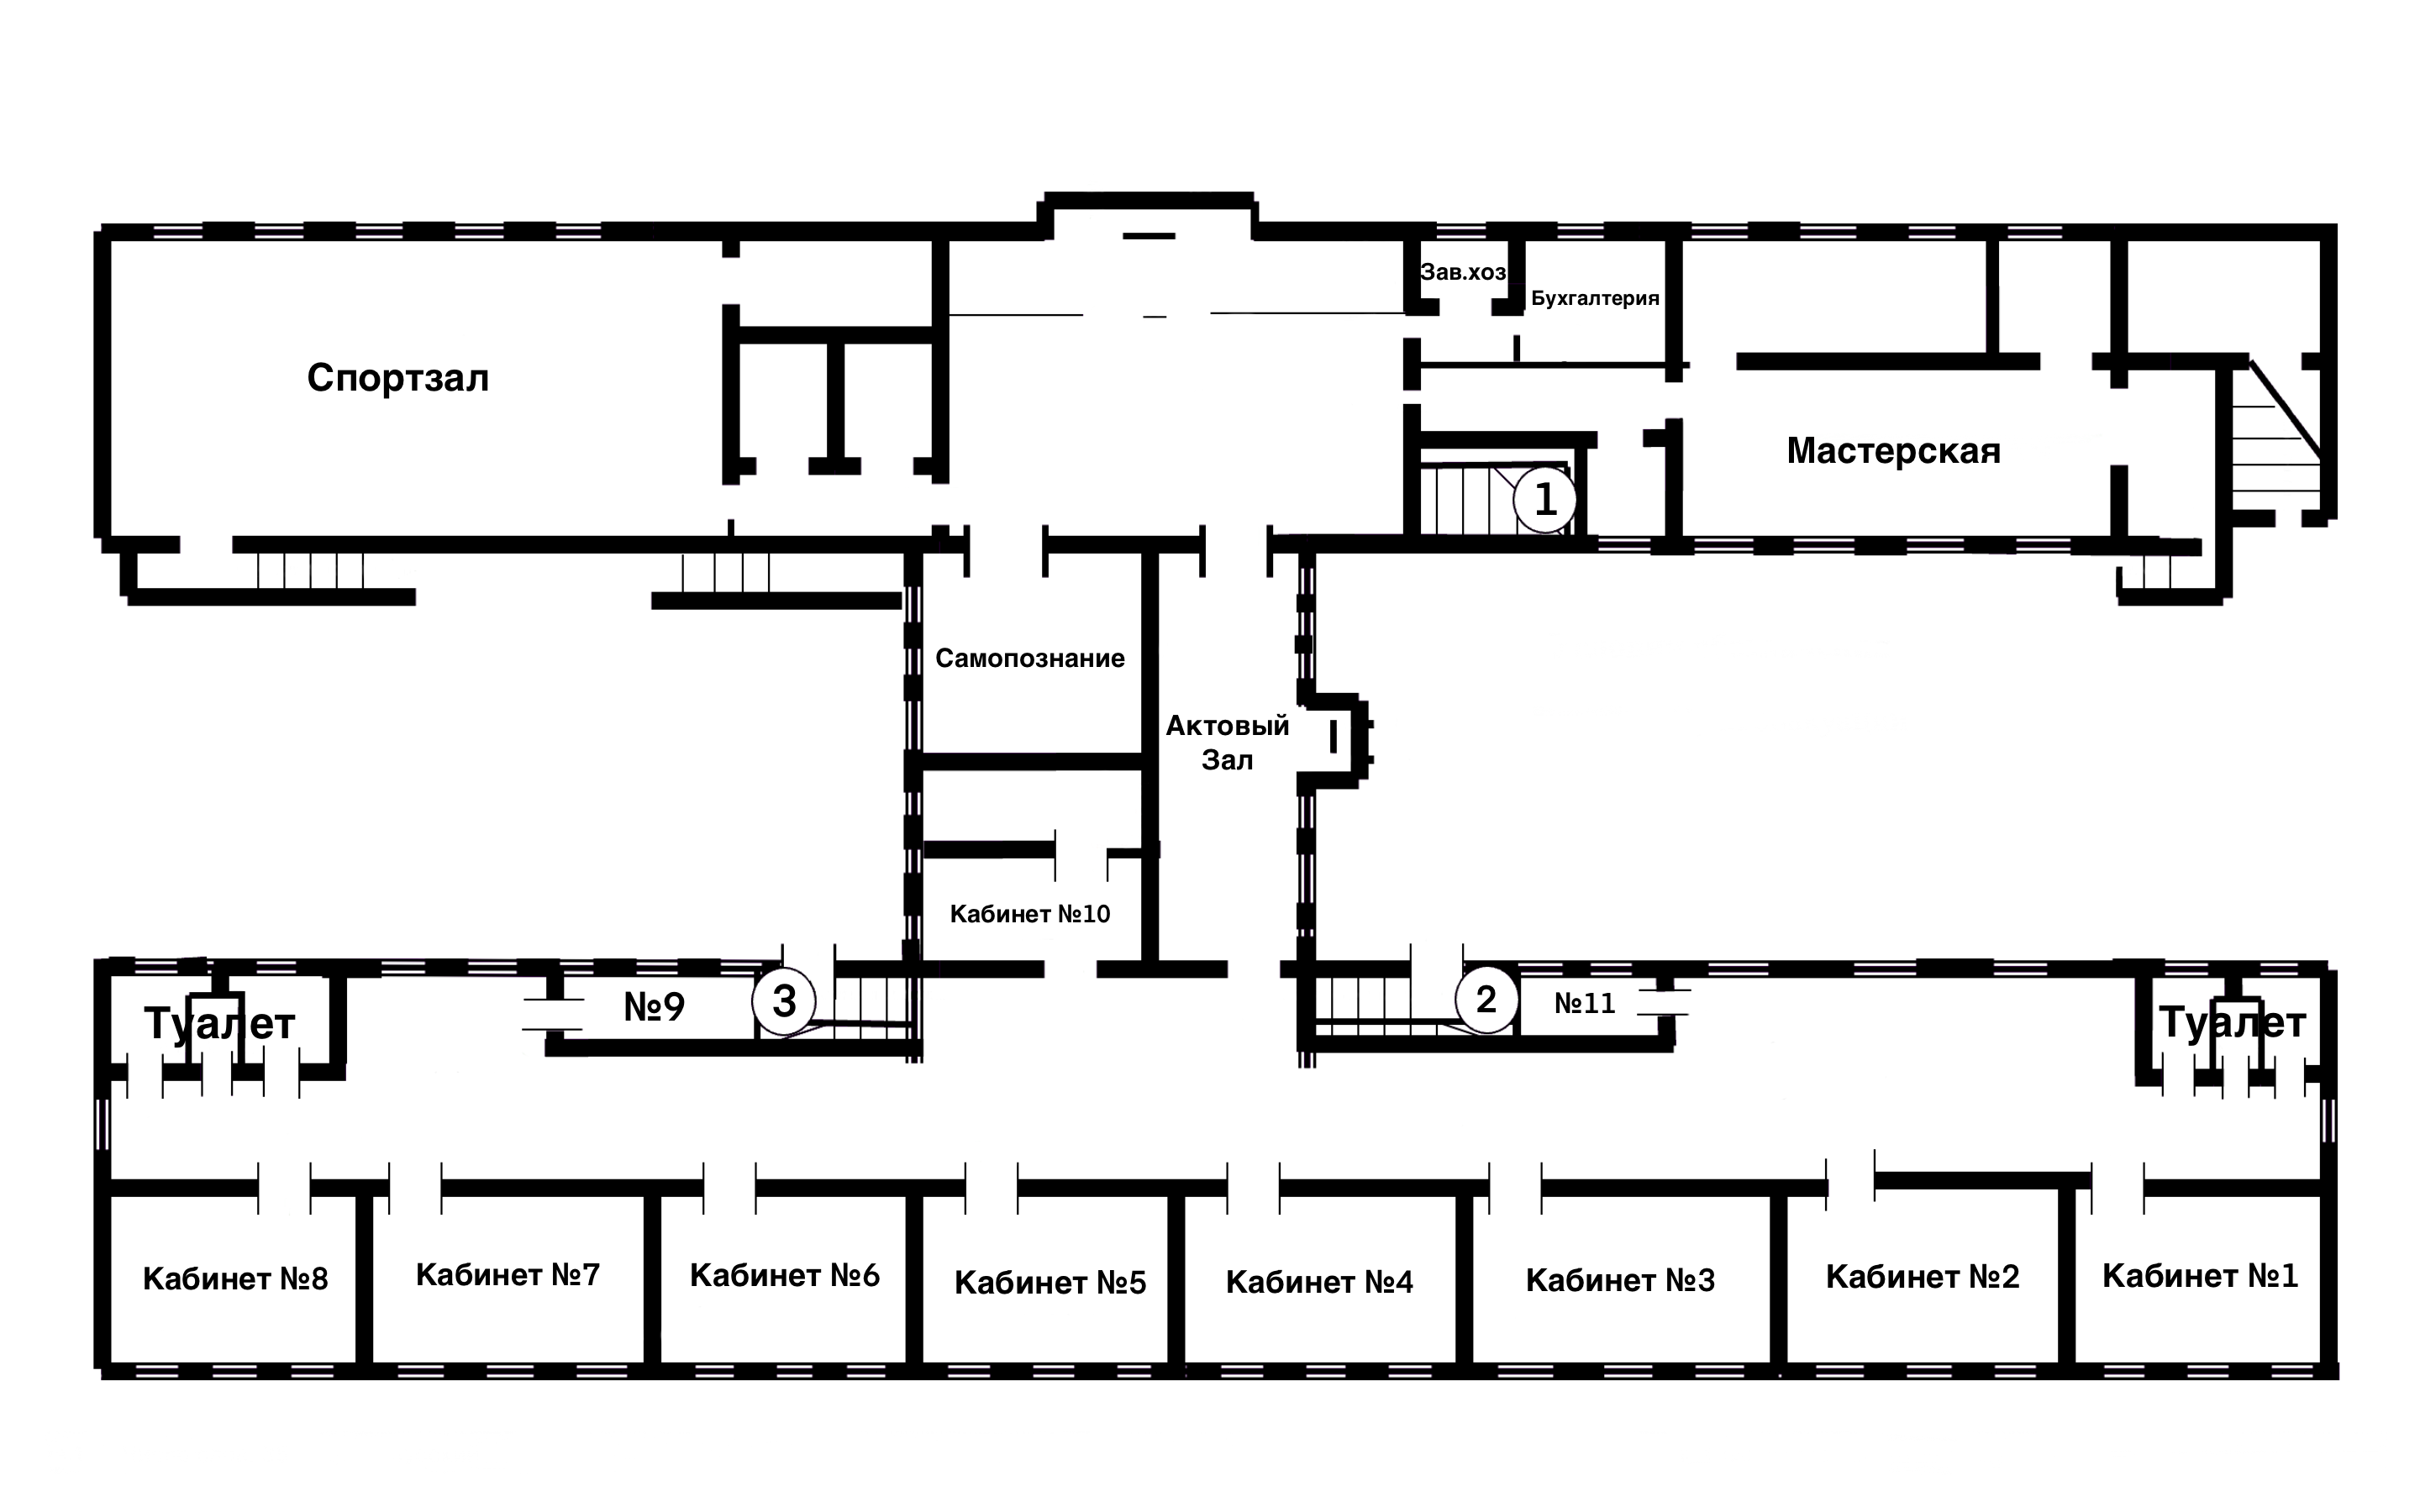 Зав.хоз
Бухгалтерия
Спортзал
Мастерская
1
Самопознание
Актовый
Зал
Кабинет №10
Туалет
№9
3
2
№11
Туалет
Кабинет №8
Кабинет №7
Кабинет №6
Кабинет №5
Кабинет №4
Кабинет №3
Кабинет №2
Кабинет №1